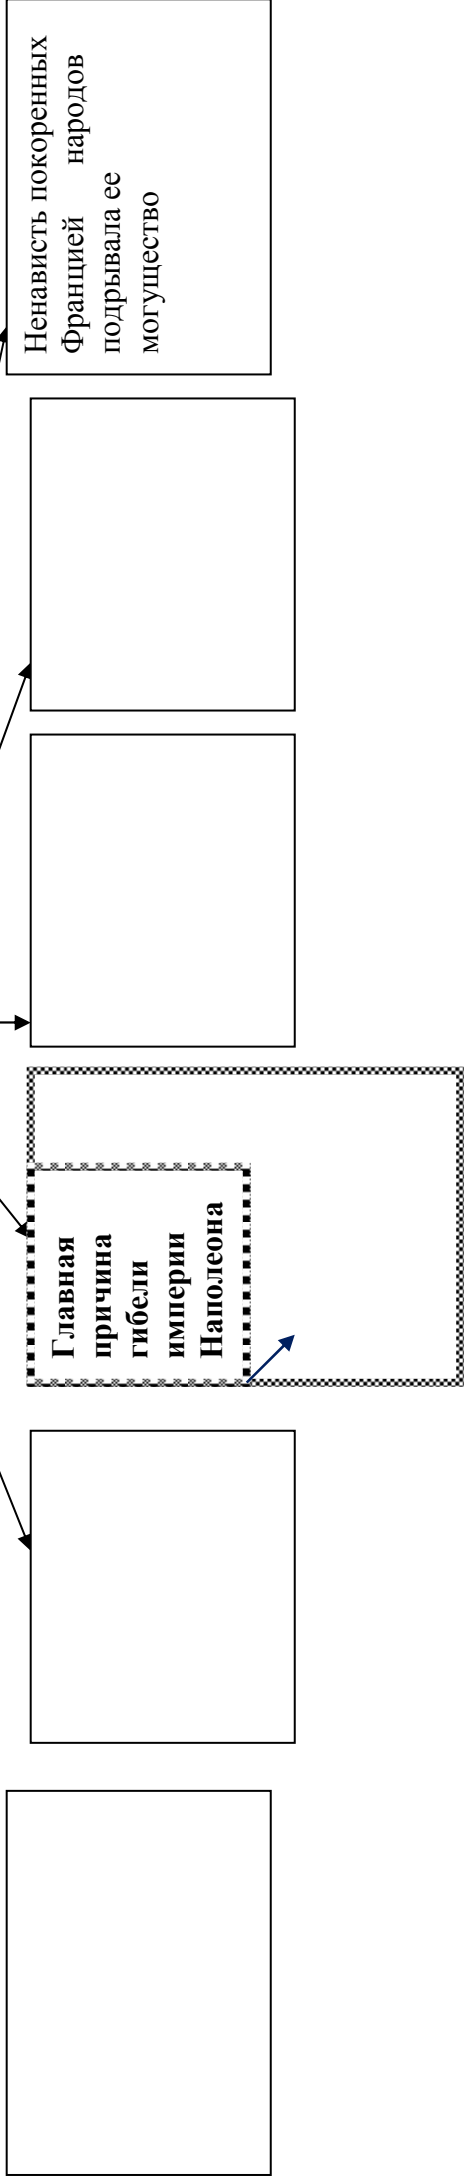 Главная
причина
гибели
империи
Наполеона
Ненависть покоренных
Францией народов
подрывала ее
могущество